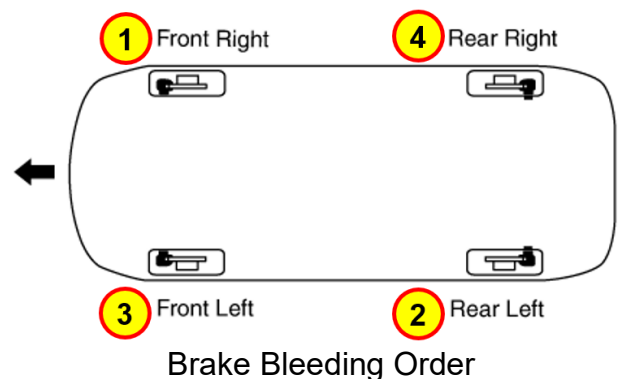 1 Front Right
4 Rear Right
3 Front Left
2 Rear Left
Brake Bleeding Order